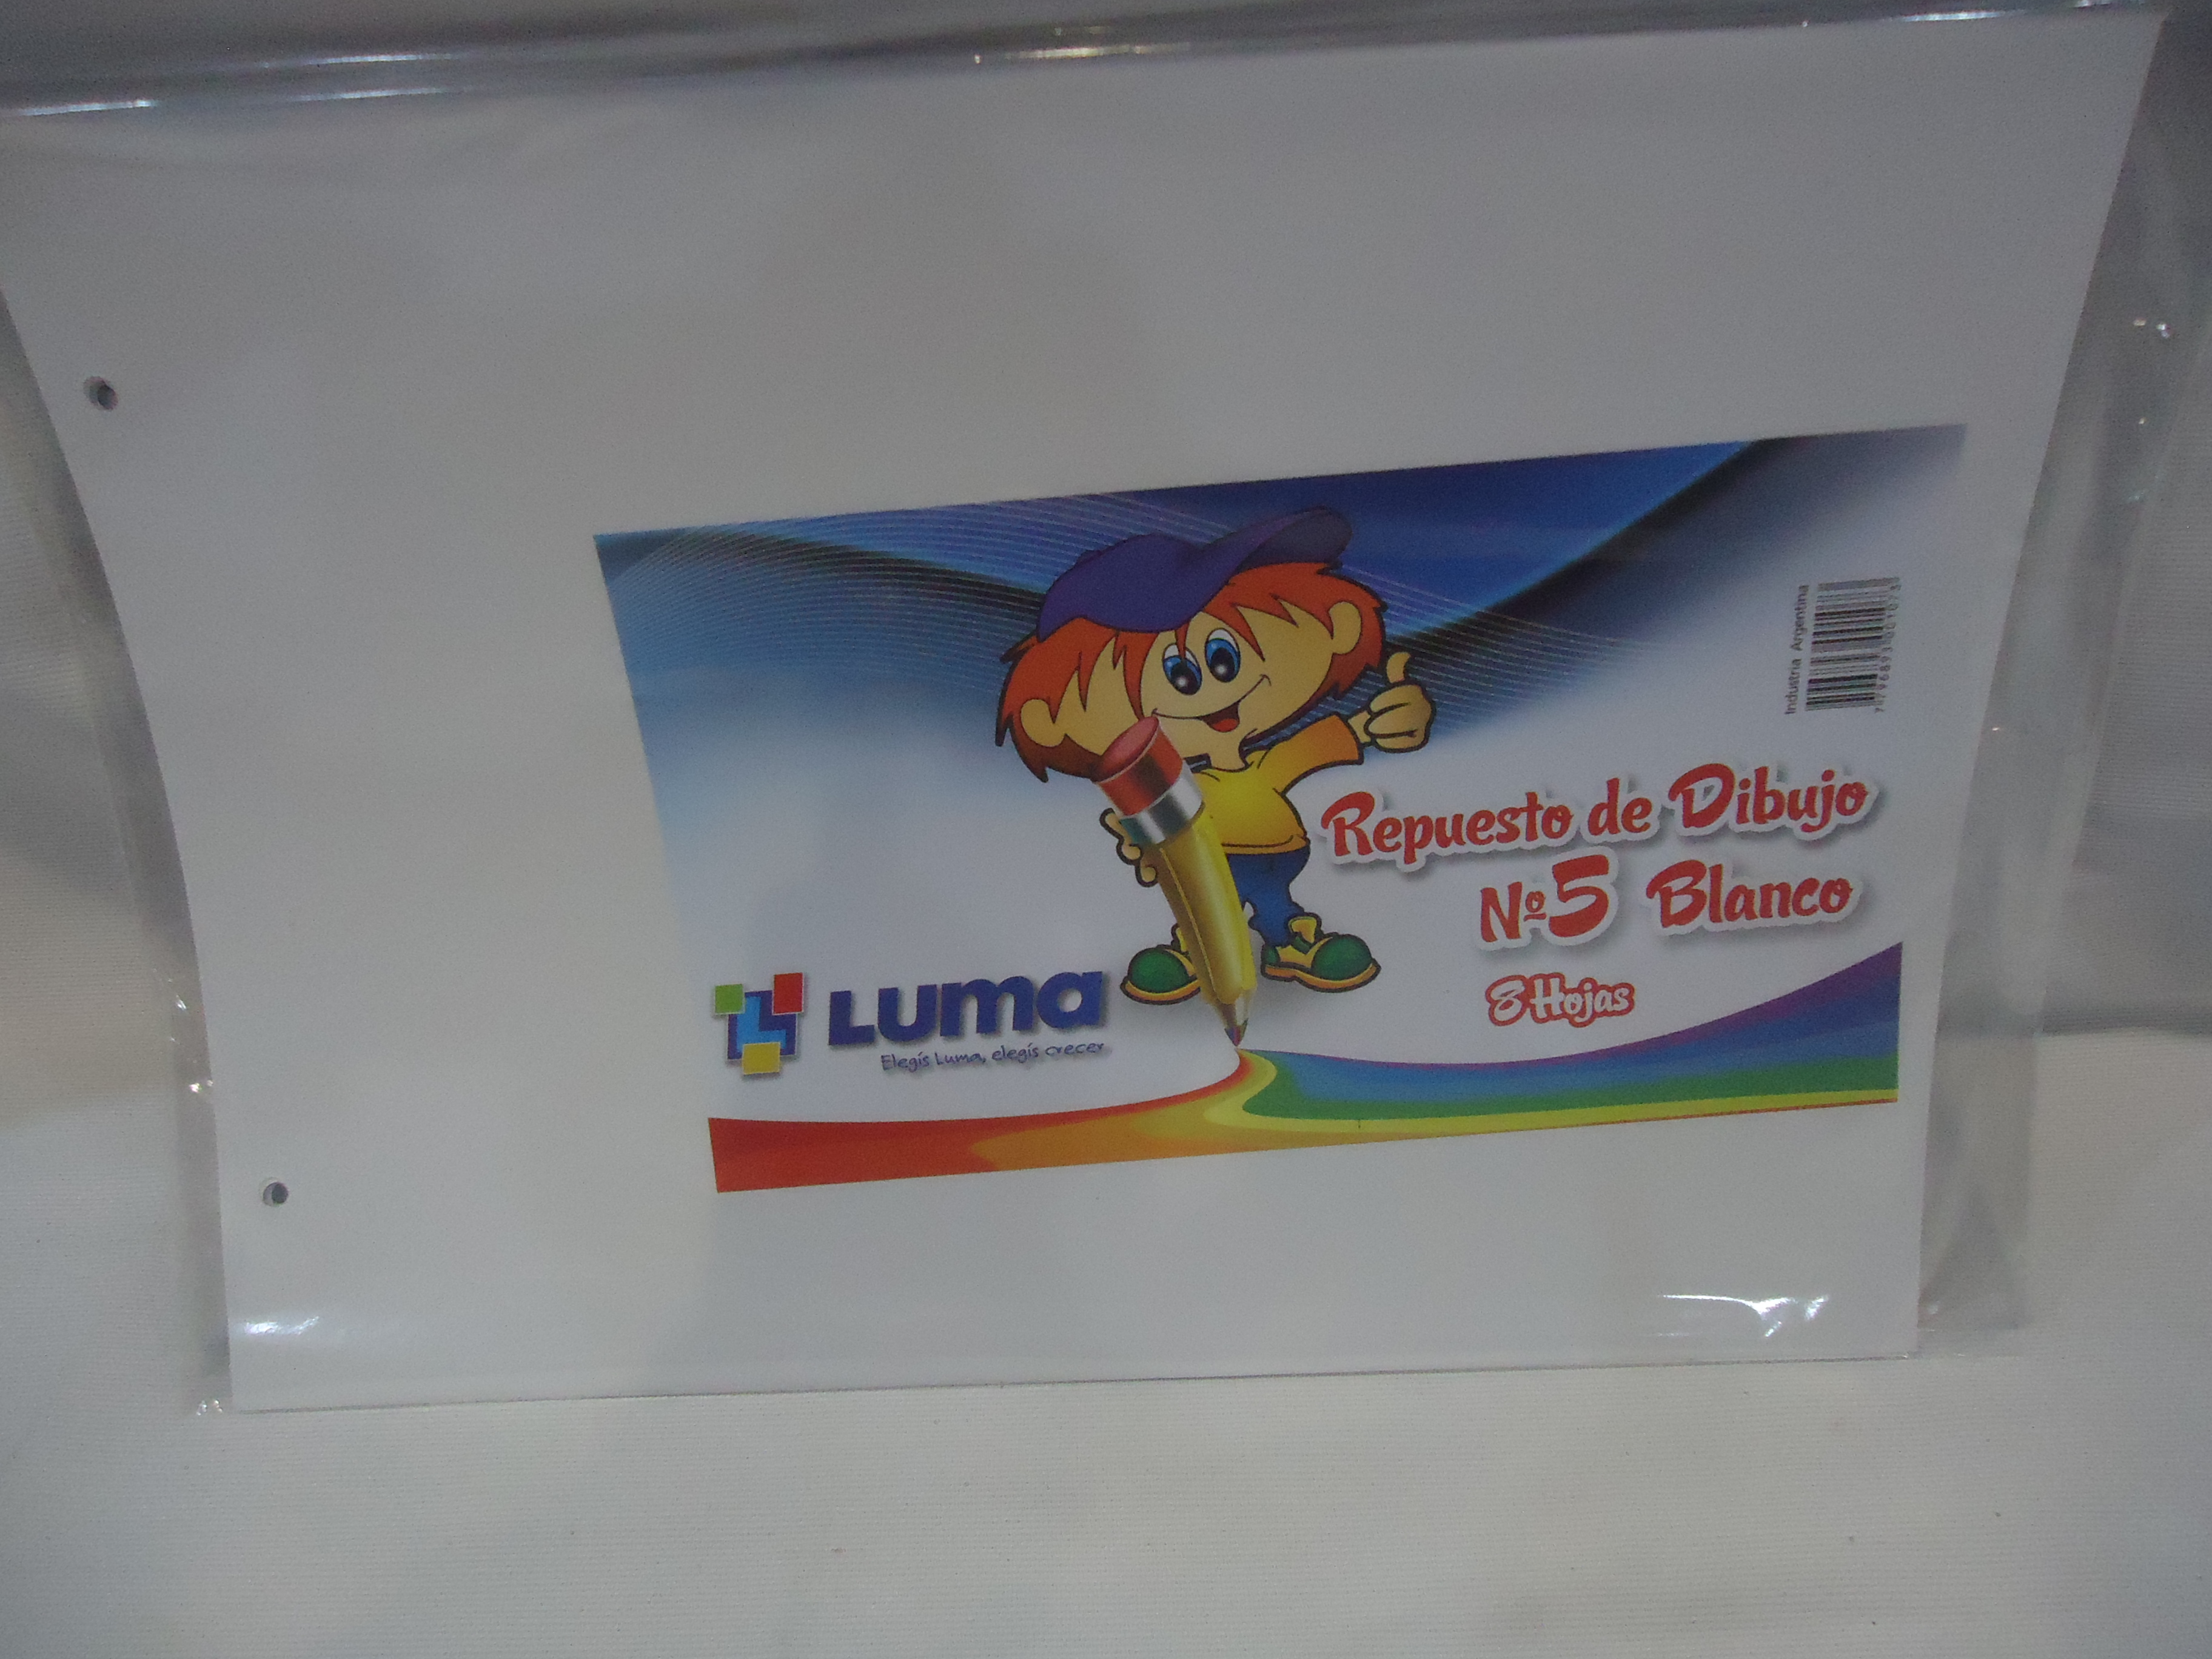 Industria Argentina
Repuesto de Dibujo
Nº5 Blanco
8 Hojas
LUMA
Elegís Luma, elegís crecer